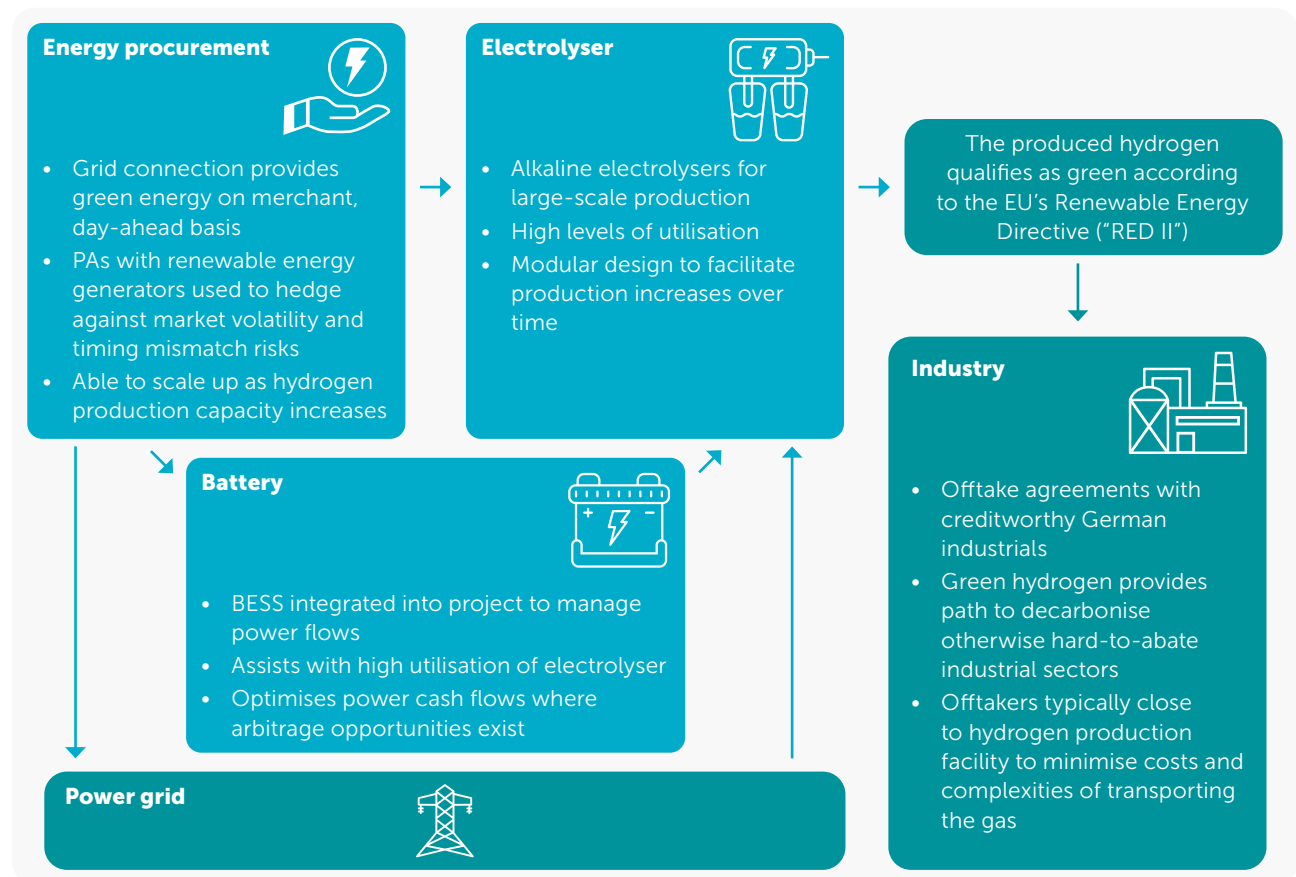 Energy procurement
• Grid connection provides
green energy on merchant,
day-ahead basis
• PAs with renewable energy
generators used to hedge
against market volatility and
timing mismatch risks
• Able to scale up as hydrogen
production capacity increases
Electrolyser
• Alkaline electrolysers for
large-scale production
• High levels of utilisation
• Modular design to facilitate
production increases over
time
The produced hydrogen
qualifies as green according
to the EU’s Renewable Energy
Directive (“RED II”)
Battery
+ −
• BESS integrated into project to manage
power flows
• Assists with high utilisation of electrolyser
• Optimises power cash flows where
arbitrage opportunities exist
Industry
• Offtake agreements with
creditworthy German
industrials
• Green hydrogen provides
path to decarbonise
otherwise hard-to-abate
industrial sectors
• Offtakers typically close
to hydrogen production
facility to minimise costs and
complexities of transporting
the gas
Power grid